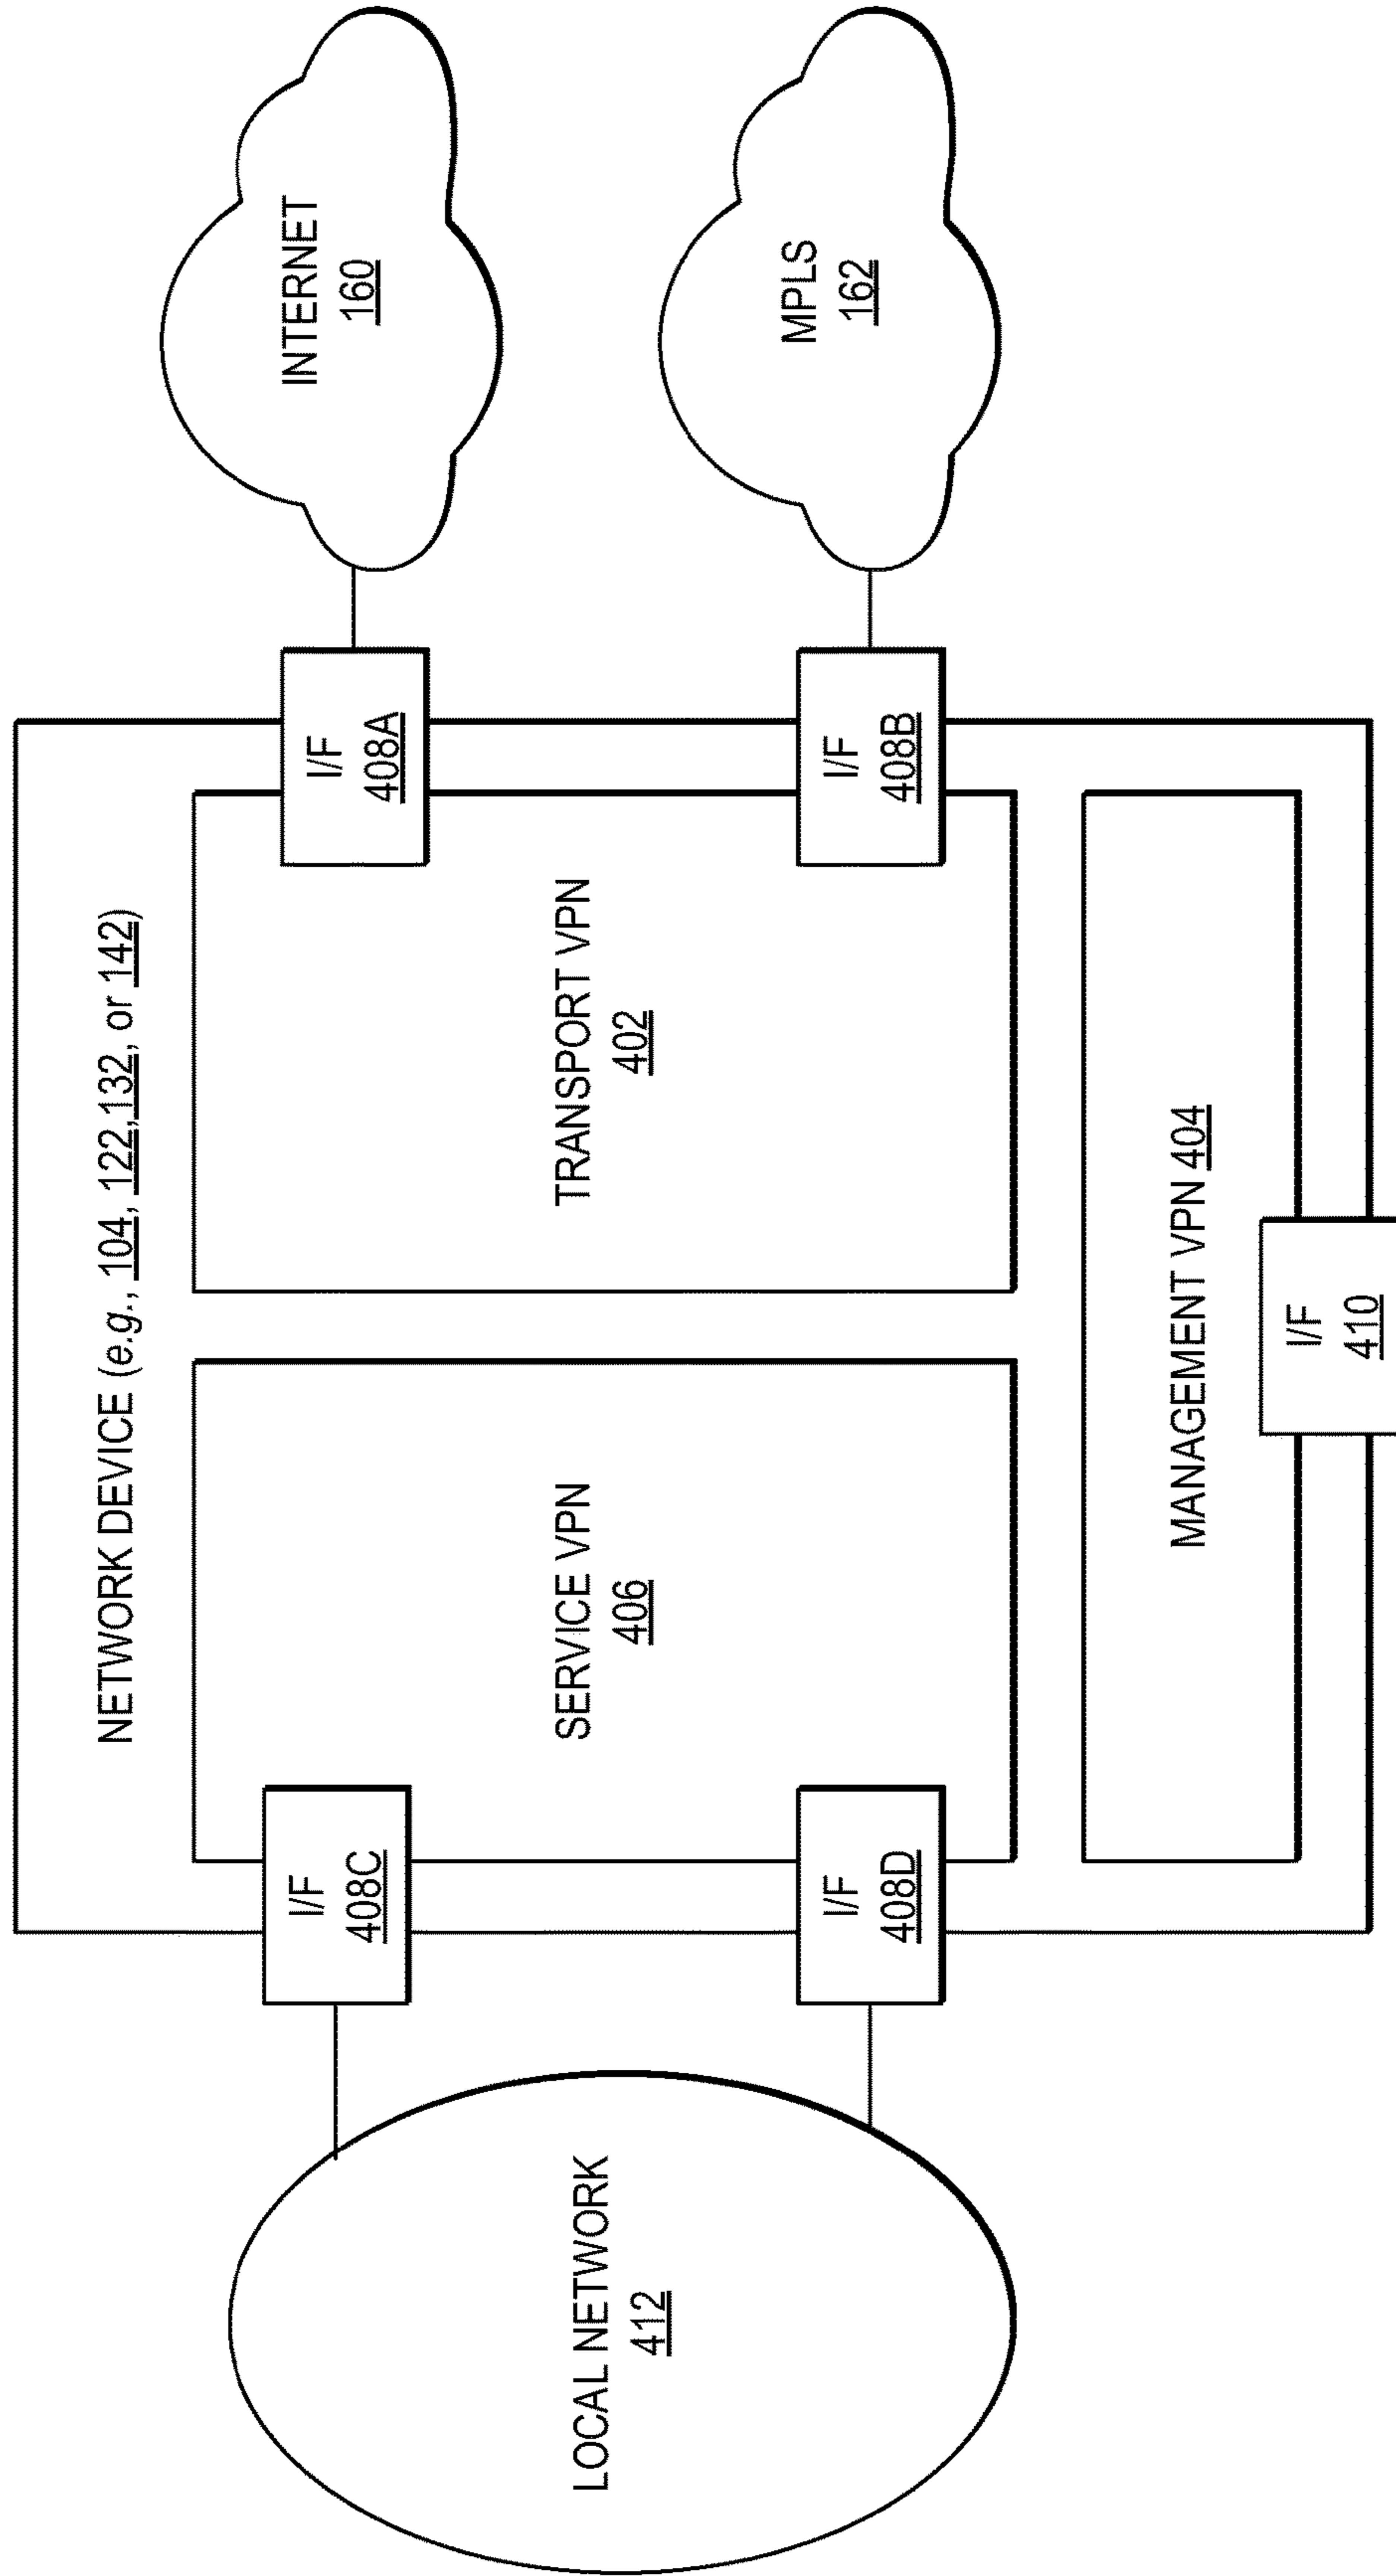 NETWORK DEVICE (e.g., 104, 122,132, or 142)
INTERNET
160
I/F
408C
I/F
408A
LOCAL NETWORK
412
SERVICE VPN
406
TRANSPORT VPN
402
MPLS
162
I/F
408D
I/F
408B
MANAGEMENT VPN 404
I/F
410